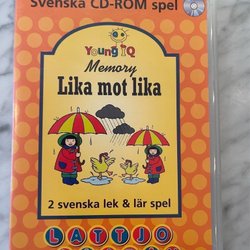 Svenska CD-ROM spel
Young IQ
Memory
Lika mot lika
2 svenska lek & lär spel
LATTJO